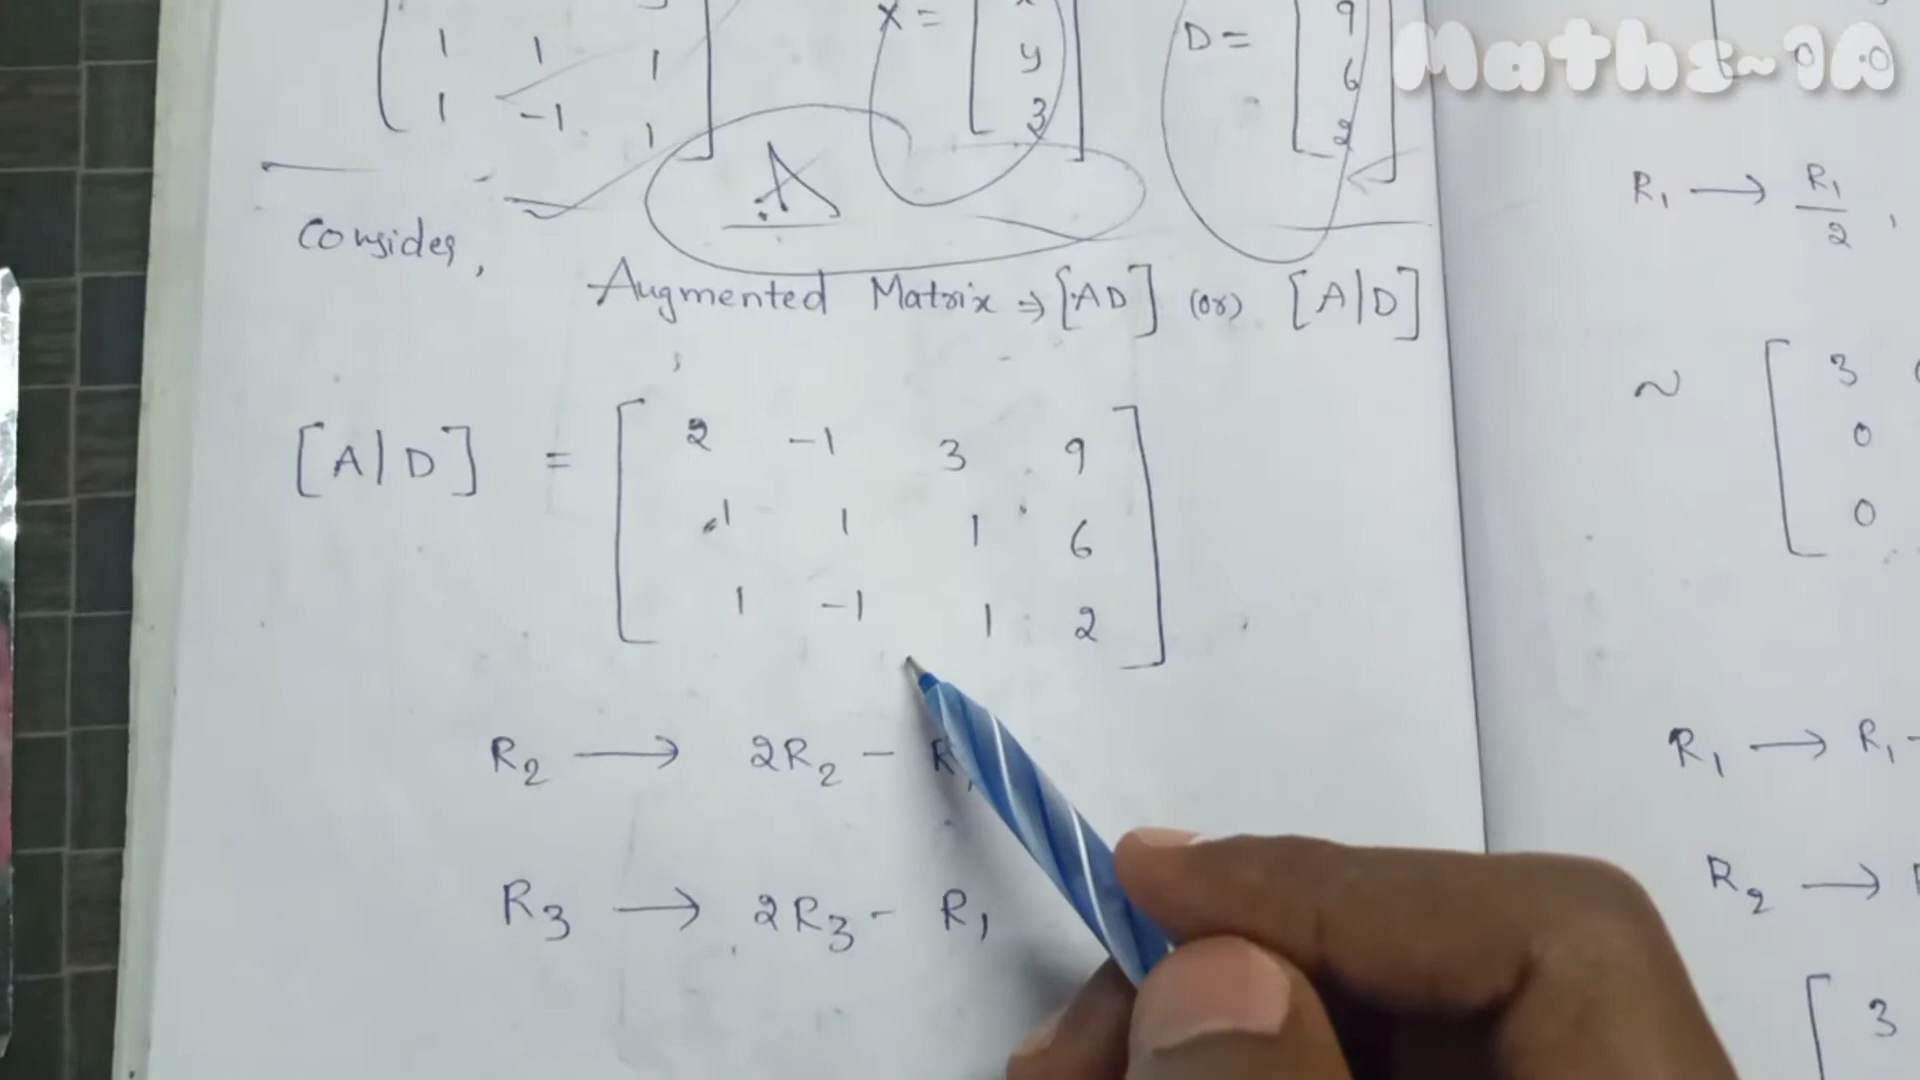 Maths~1A
1 1 1
1 -1 1
X =
y
3
D =
9
6
2
A
Consider,
Augmented Matrix ⇒ [AD] (or) [A|D]
[A|D] =
2 -1 3 9
1 1 1 6
1 -1 1 2
R2 → 2R2 - R1
R3 → 2R3 - R1
0 0
R1 → R1/2 ,
~ [ 3
0
0
R1 → R1 -
R2 →
[ 3